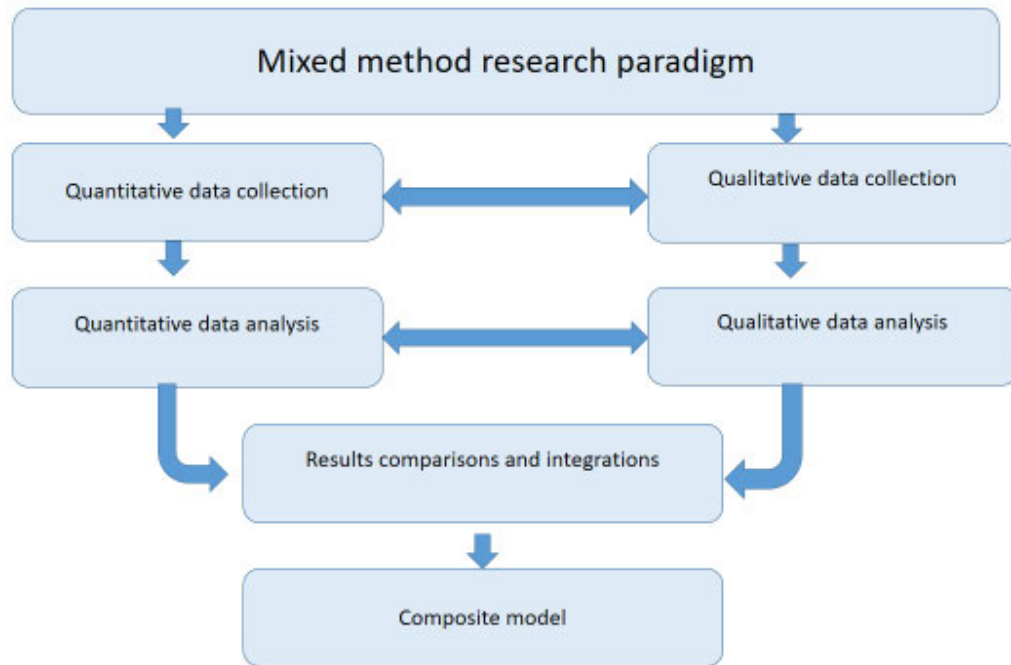 Mixed method research paradigm
Quantitative data collection
Qualitative data collection
Quantitative data analysis
Qualitative data analysis
Results comparisons and integrations
Composite model